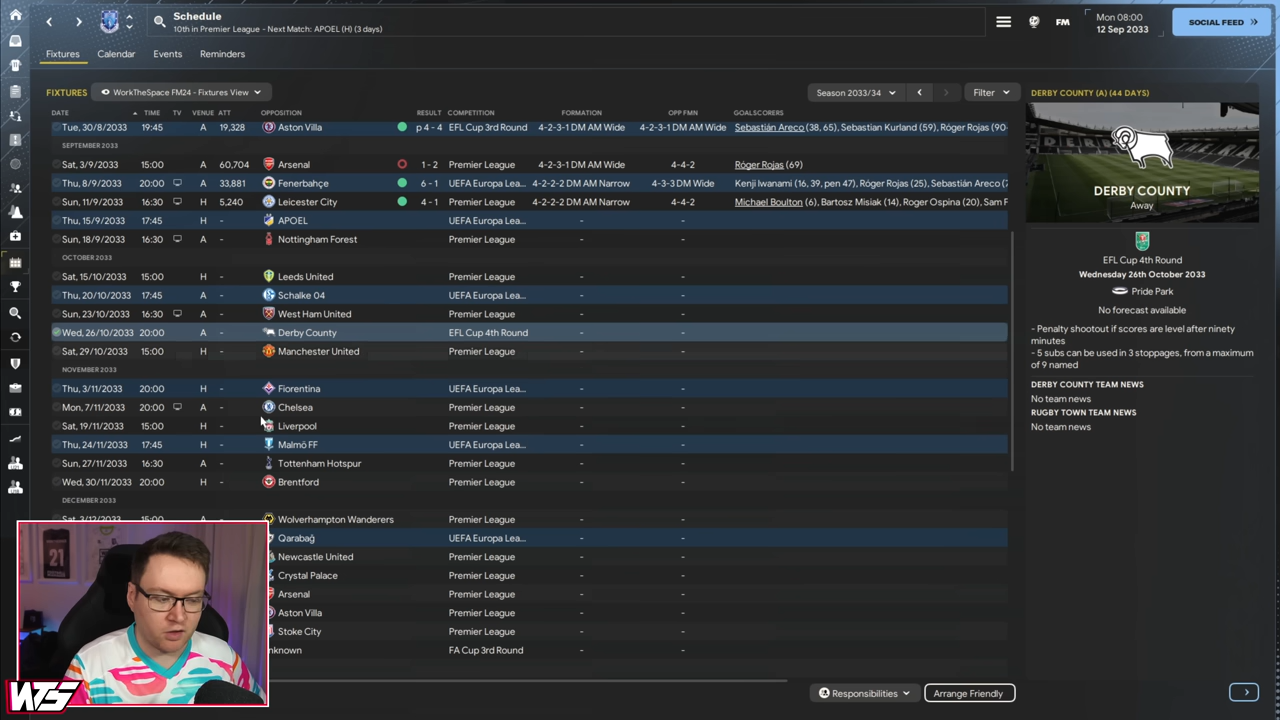 Schedule
10th in Premier League - Next Match: APOEL (H) (3 days)
FM
Mon 08:00
12 Sep 2033
SOCIAL FEED
Fixtures Calendar Events Reminders
FIXTURES WorkTheSpace FM24 - Fixtures View Season 2033/34 Filter
DATE TIME TV VENUE ATT OPPOSITION RESULT COMPETITION FORMATION OPP FMN GOALSCORERS
Tue, 30/8/2033 19:45 A 19,328 Aston Villa p 4 - 4 EFL Cup 3rd Round 4-2-3-1 DM AM Wide 4-2-3-1 DM AM Wide Sebastián Areco (38, 65), Sebastian Kurland (59), Róger Rojas (90
SEPTEMBER 2033
Sat, 3/9/2033 15:00 A 60,704 Arsenal 1 - 2 Premier League 4-2-3-1 DM AM Wide 4-4-2 Róger Rojas (69)
Thu, 8/9/2033 20:00 A 33,881 Fenerbahçe 6 - 1 UEFA Europa Lea... 4-2-2-2 DM AM Narrow 4-3-3 DM Wide Kenji Iwanami (16, 39, pen 47), Róger Rojas (25), Sebastián Areco (7
Sun, 11/9/2033 16:30 H 5,240 Leicester City 4 - 1 Premier League 4-2-2-2 DM AM Narrow 4-4-2 Michael Boulton (6), Bartosz Misiak (14), Roger Ospina (20), Sam F
Thu, 15/9/2033 17:45 H - APOEL UEFA Europa Lea... - -
Sun, 18/9/2033 16:30 A - Nottingham Forest Premier League - -
OCTOBER 2033
Sat, 15/10/2033 15:00 H - Leeds United Premier League - -
Thu, 20/10/2033 17:45 A - Schalke 04 UEFA Europa Lea... - -
Sun, 23/10/2033 16:30 A - West Ham United Premier League - -
Wed, 26/10/2033 20:00 A - Derby County EFL Cup 4th Round - -
Sat, 29/10/2033 15:00 H - Manchester United Premier League - -
NOVEMBER 2033
Thu, 3/11/2033 20:00 H - Fiorentina UEFA Europa Lea... - -
Mon, 7/11/2033 20:00 A - Chelsea Premier League - -
Sat, 19/11/2033 15:00 H - Liverpool Premier League - -
Thu, 24/11/2033 17:45 H - Malmö FF UEFA Europa Lea... - -
Sun, 27/11/2033 16:30 A - Tottenham Hotspur Premier League - -
Wed, 30/11/2033 20:00 H - Brentford Premier League - -
DECEMBER 2033
Sat, 3/12/2033 15:00 A - Wolverhampton Wanderers Premier League - -
Qarabağ UEFA Europa Lea... - -
Newcastle United Premier League - -
Crystal Palace Premier League - -
Arsenal Premier League - -
Aston Villa Premier League - -
Stoke City Premier League - -
nknown FA Cup 3rd Round - -
Responsibilities Arrange Friendly
DERBY COUNTY (A) (44 DAYS)
DERBY COUNTY
Away
EFL Cup 4th Round
Wednesday 26th October 2033
Pride Park
No forecast available
- Penalty shootout if scores are level after ninety
minutes
- 5 subs can be used in 3 stoppages, from a maximum
of 9 named
DERBY COUNTY TEAM NEWS
No team news
RUGBY TOWN TEAM NEWS
No team news
21
WTS